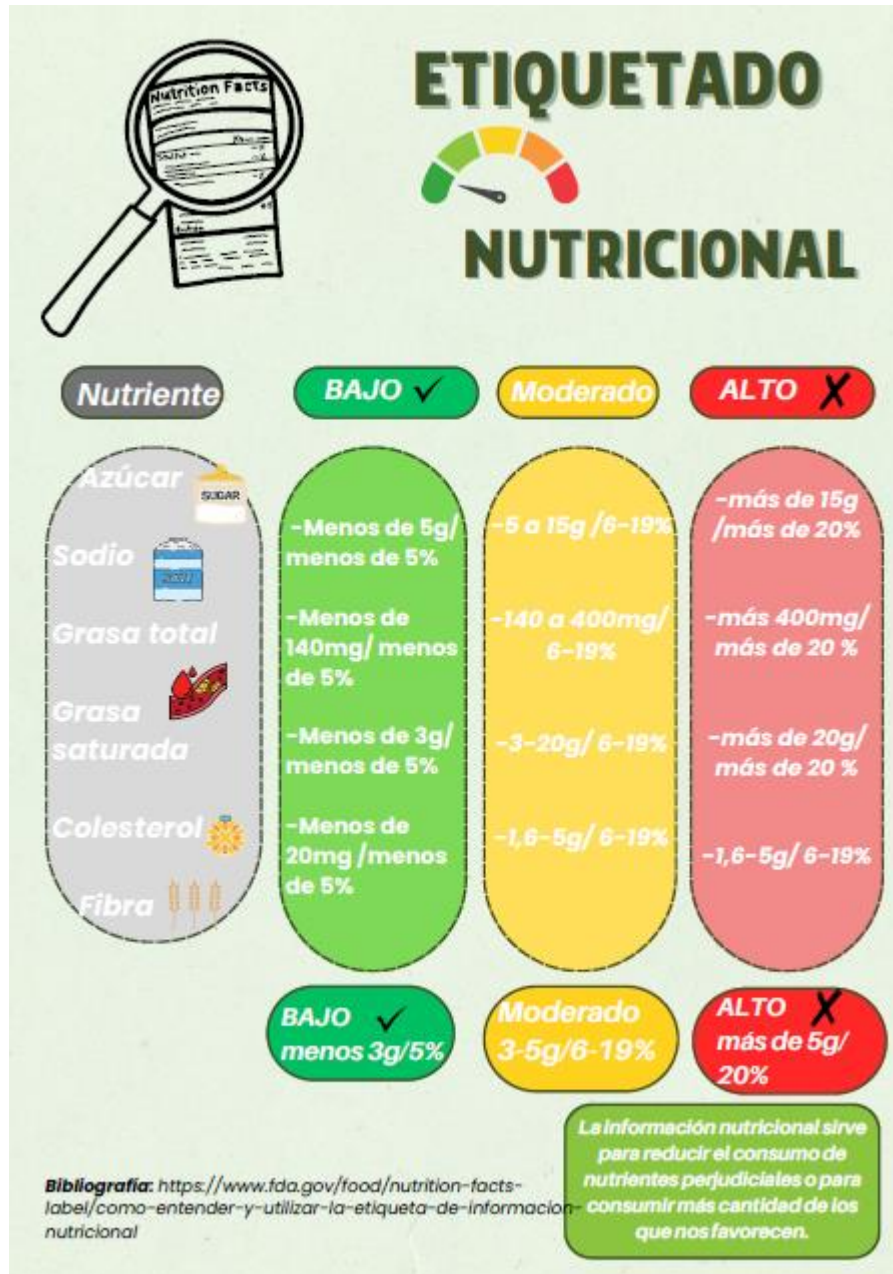 Nutrition Facts
ETIQUETADO
NUTRICIONAL
Nutriente
BAJO ✓
Moderado
ALTO ✗
Azúcar
SUGAR
Sodio
SALT
Grasa total
Grasa
saturada
Colesterol
Fibra
-Menos de 5g/
menos de 5%
-Menos de
140mg/ menos
de 5%
-Menos de 3g/
menos de 5%
-Menos de
20mg /menos
de 5%
-5 a 15g /6-19%
-140 a 400mg/
6-19%
-3-20g/ 6-19%
-1,6-5g/ 6-19%
-más de 15g
/más de 20%
-más 400mg/
más de 20 %
-más de 20g/
más de 20 %
-1,6-5g/ 6-19%
BAJO ✓
menos 3g/5%
Moderado
3-5g/6-19%
ALTO ✗
más de 5g/
20%
La información nutricional sirve
para reducir el consumo de
nutrientes perjudiciales o para
consumir más cantidad de los
que nos favorecen.
Bibliografía: https://www.fda.gov/food/nutrition-facts-
label/como-entender-y-utilizar-la-etiqueta-de-informacion-
nutricional